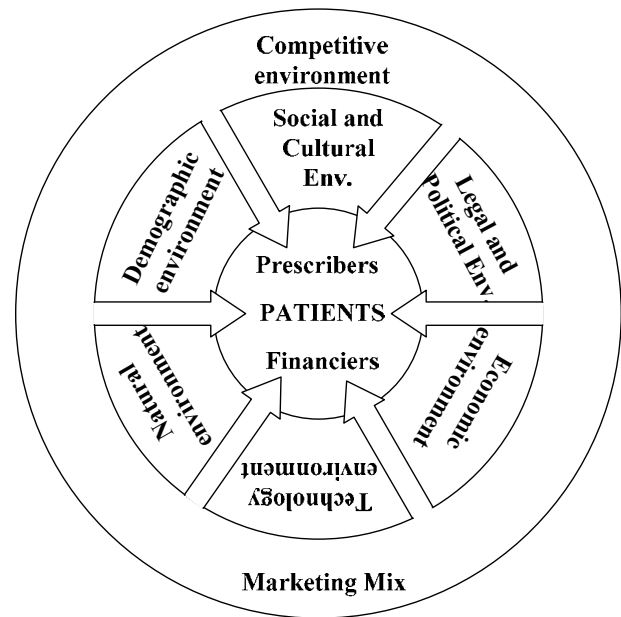 Competitive
environment
Social and
Cultural
Env.
Legal and
Political Env.
Demographic
environment
Prescribers
PATIENTS
Financiers
Natural
environment
Economic
environment
Technology
environment
Marketing Mix